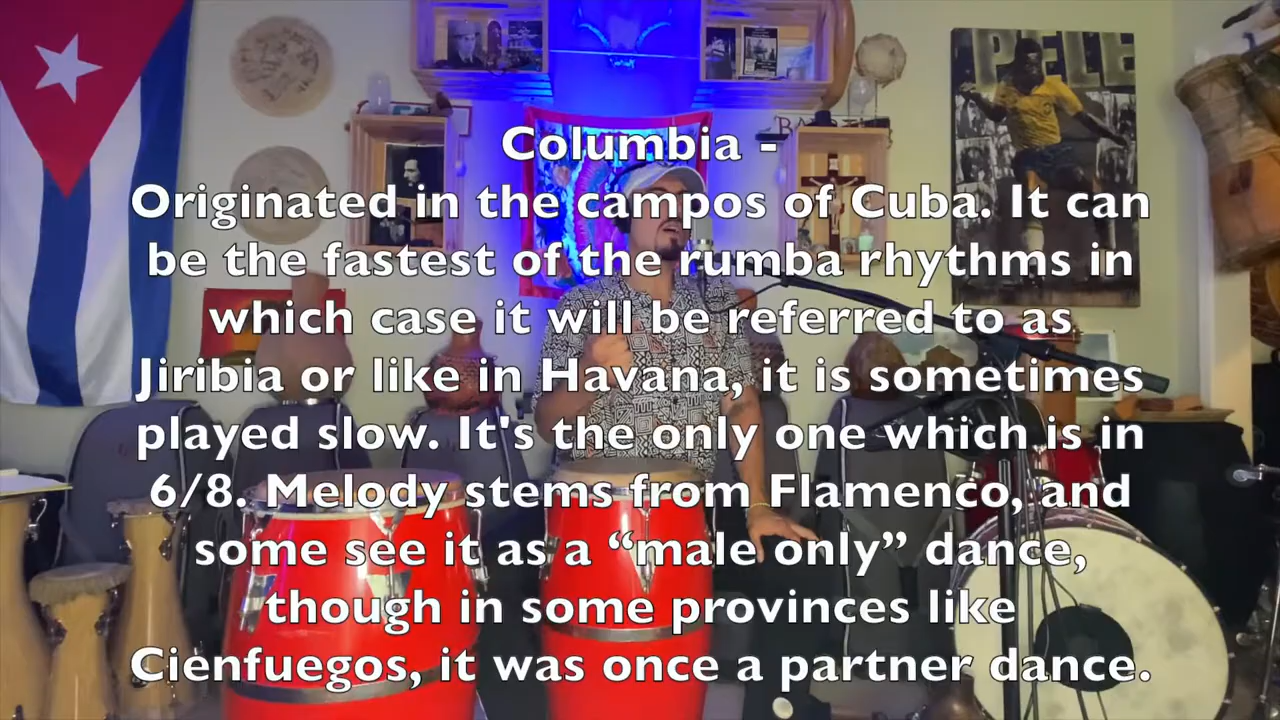 PELE
Columbia -
Originated in the campos of Cuba. It can
be the fastest of the rumba rhythms in
which case it will be referred to as
Jiribia or like in Havana, it is sometimes
played slow. It's the only one which is in
6/8. Melody stems from Flamenco, and
some see it as a “male only” dance,
though in some provinces like
Cienfuegos, it was once a partner dance.